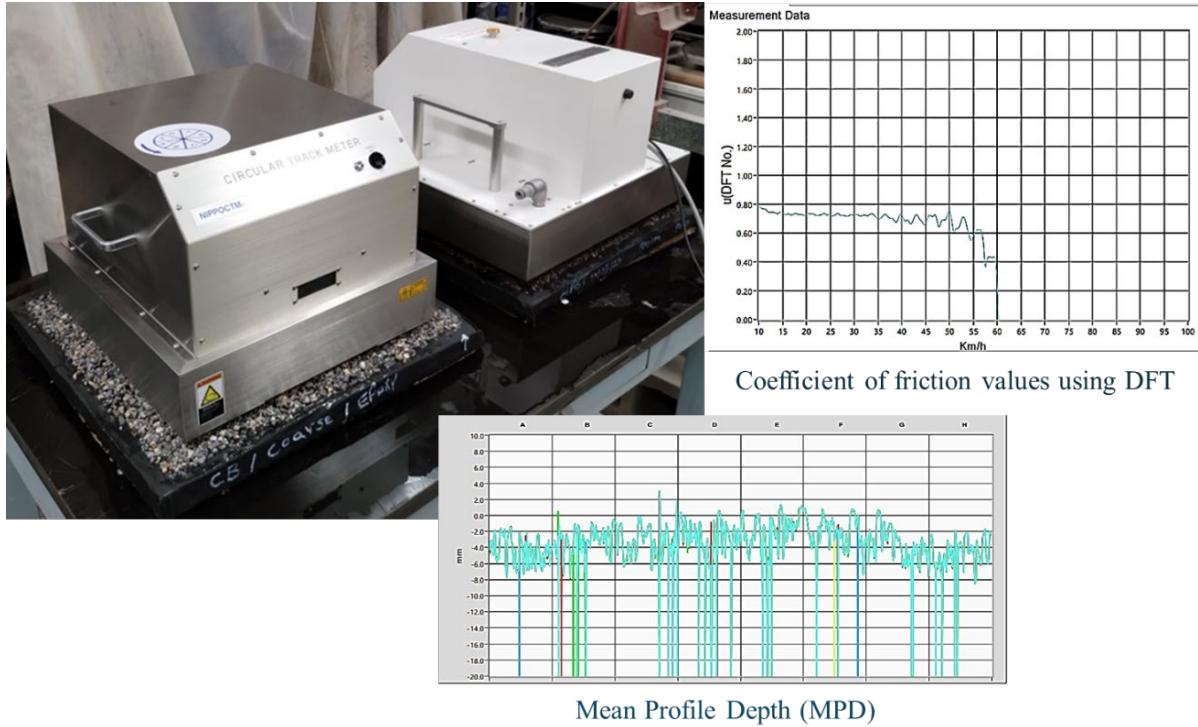 CIRCULAR TRACK METER
NIPPOCTM
CB / Coarse / Epoxy
Measurement Data
u(DFT No.)
2.00
1.80
1.60
1.40
1.20
1.00
0.80
0.60
0.40
0.20
0.00
10 15 20 25 30 35 40 45 50 55 60 65 70 75 80 85 90 95 100
Km/h
Coefficient of friction values using DFT
A B C D E F G H
mm
10.0
8.0
6.0
4.0
2.0
-0.0
-2.0
-4.0
-6.0
-8.0
-10.0
-12.0
-14.0
-16.0
-18.0
-20.0
Mean Profile Depth (MPD)